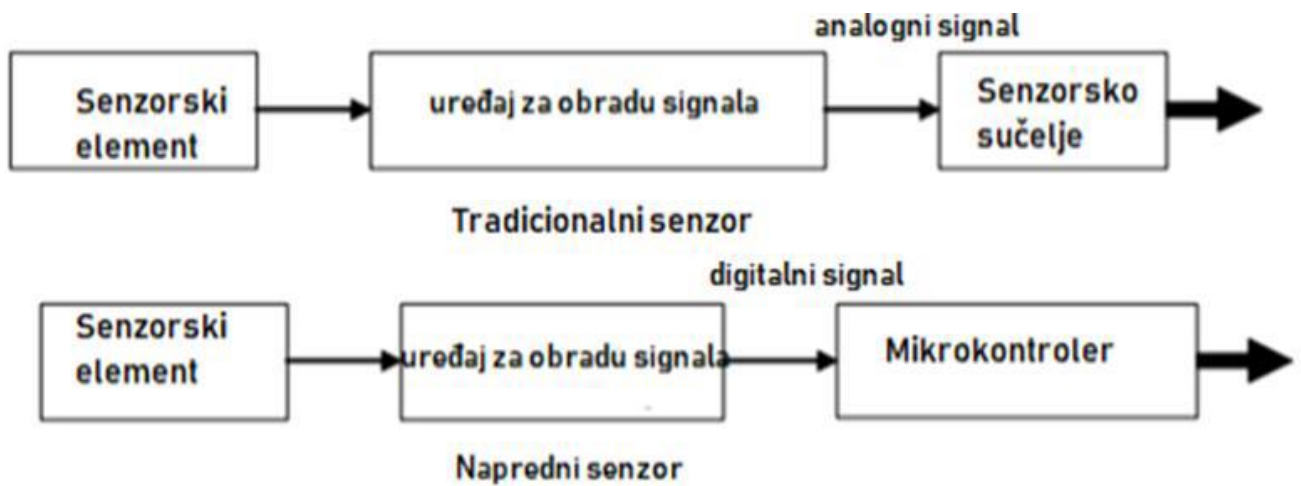 analogni signal
Senzorski
element
uređaj za obradu signala
Senzorsko
sučelje
Tradicionalni senzor
digitalni signal
Senzorski
element
uređaj za obradu signala
Mikrokontroler
Napredni senzor